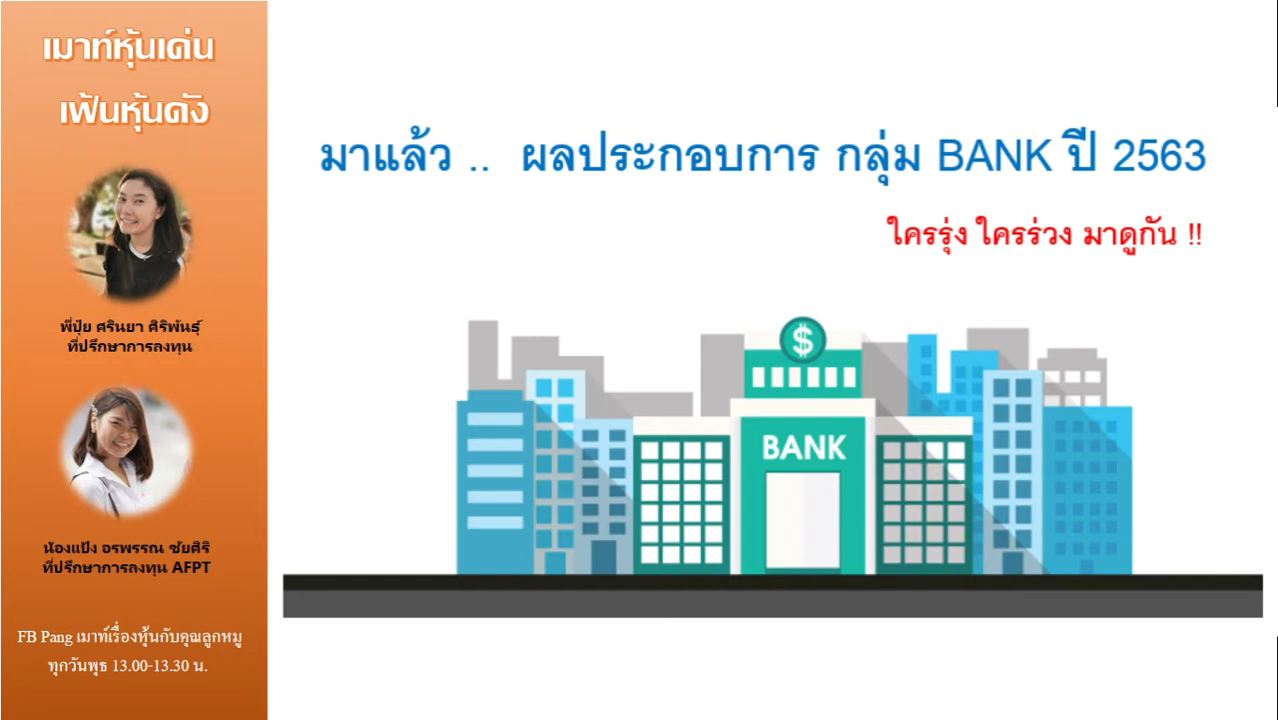 เมาท์หุ้นเด่น
เฟ้นหุ้นดัง
พี่ปุ้ย ศรินยา ศิริพันธุ์
ที่ปรึกษาการลงทุน
น้องแป้ง อรพรรณ ชัยศิริ
ที่ปรึกษาการลงทุน AFPT
FB Pang เมาท์เรื่องหุ้นกับคุณลูกหมู
ทุกวันพุธ 13.00-13.30 น.
มาแล้ว .. ผลประกอบการ กลุ่ม BANK ปี 2563
ใครรุ่ง ใครร่วง มาดูกัน !!
$
BANK